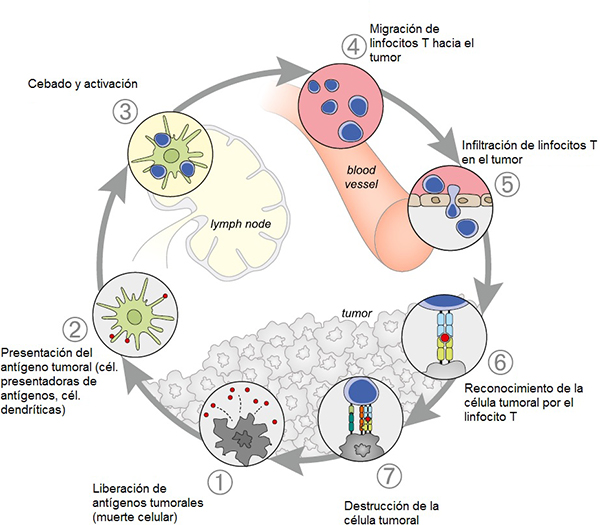 4
Migración de
linfocitos T hacia el
tumor
Cebado y activación
3
Infiltración de linfocitos T
en el tumor
5
blood
vessel
lymph node
tumor
2
Presentación del
antígeno tumoral (cél.
presentadoras de
antígenos, cél.
dendríticas)
6
Reconocimiento de la
célula tumoral por el
linfocito T
1
Liberación de
antígenos tumorales
(muerte celular)
7
Destrucción de la
célula tumoral